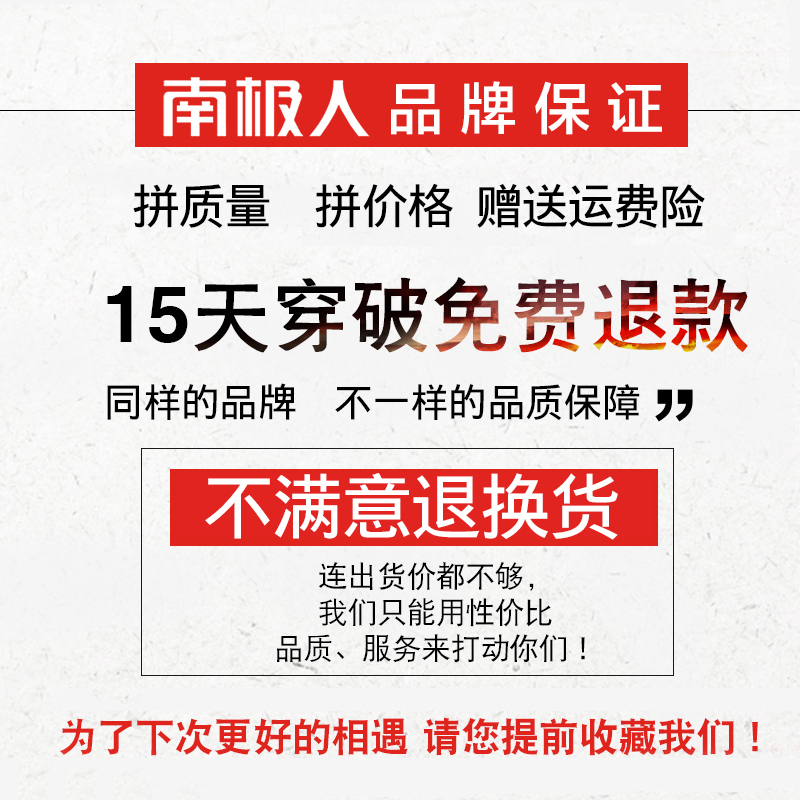 南极人品牌保证
拼质量 拼价格 赠送运费险
15天穿破免费退款
同样的品牌 不一样的品质保障”
不满意退换货
连出货价都不够，
我们只能用性价比
品质、服务来打动你们！
为了下次更好的相遇 请您提前收藏我们！